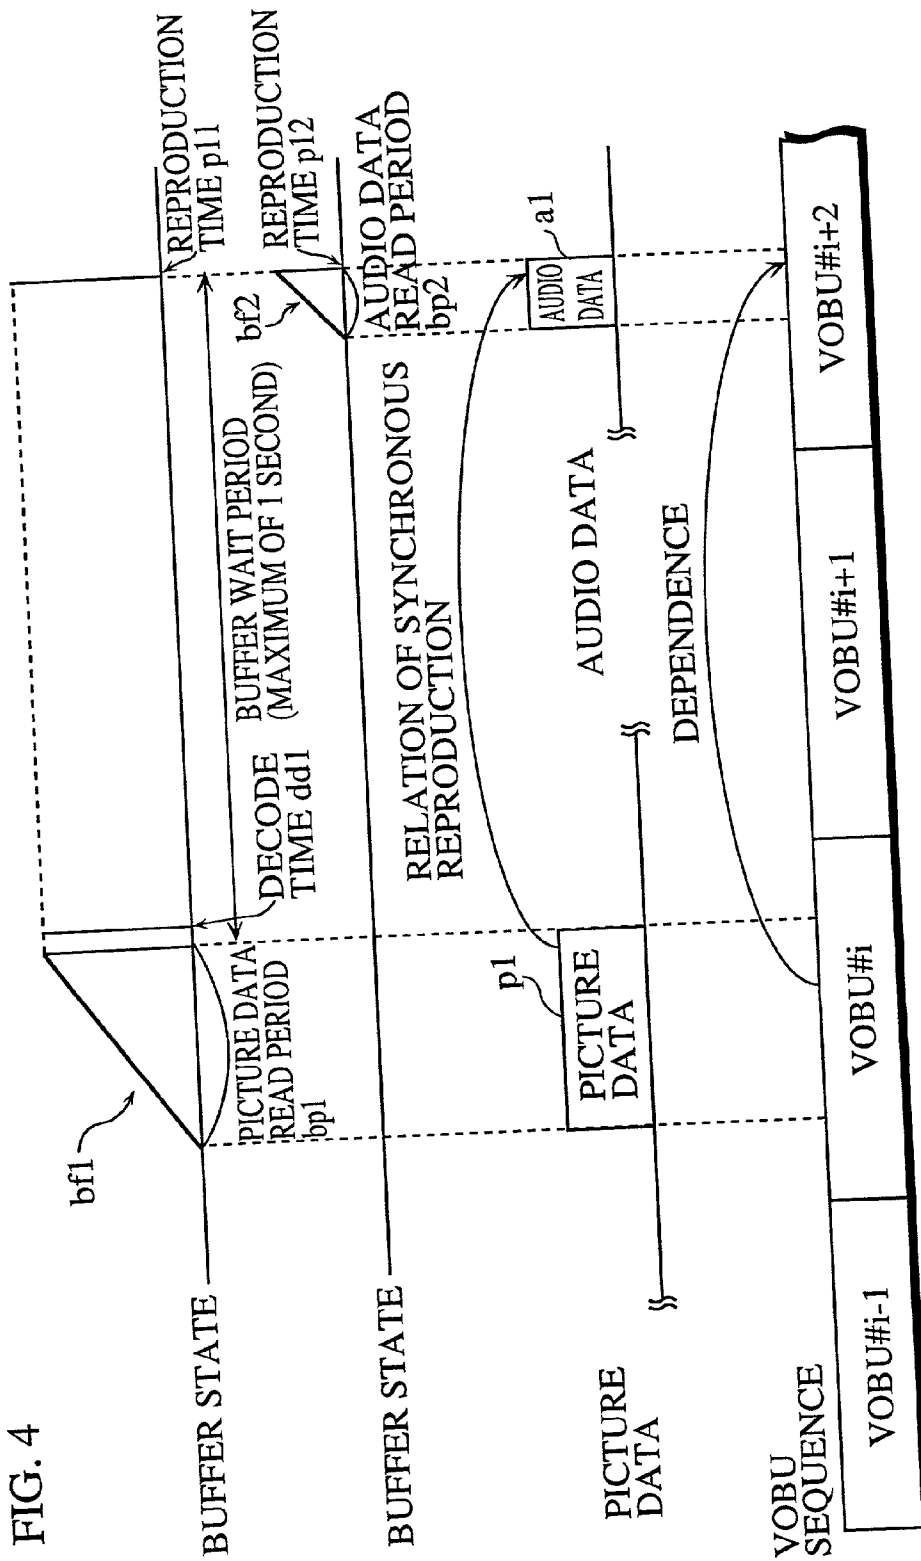 FIG. 4
BUFFER STATE
bf1
PICTURE DATA
READ PERIOD
bp1
DECODE
TIME dd1
BUFFER WAIT PERIOD
(MAXIMUM OF 1 SECOND)
REPRODUCTION
TIME p11
BUFFER STATE
bf2
REPRODUCTION
TIME p12
AUDIO DATA
READ PERIOD
bp2
RELATION OF SYNCHRONOUS
REPRODUCTION
PICTURE
DATA
p1
PICTURE
DATA
AUDIO DATA
AUDIO
DATA
a1
DEPENDENCE
VOBU
SEQUENCE
VOBU#i-1
VOBU#i
VOBU#i+1
VOBU#i+2